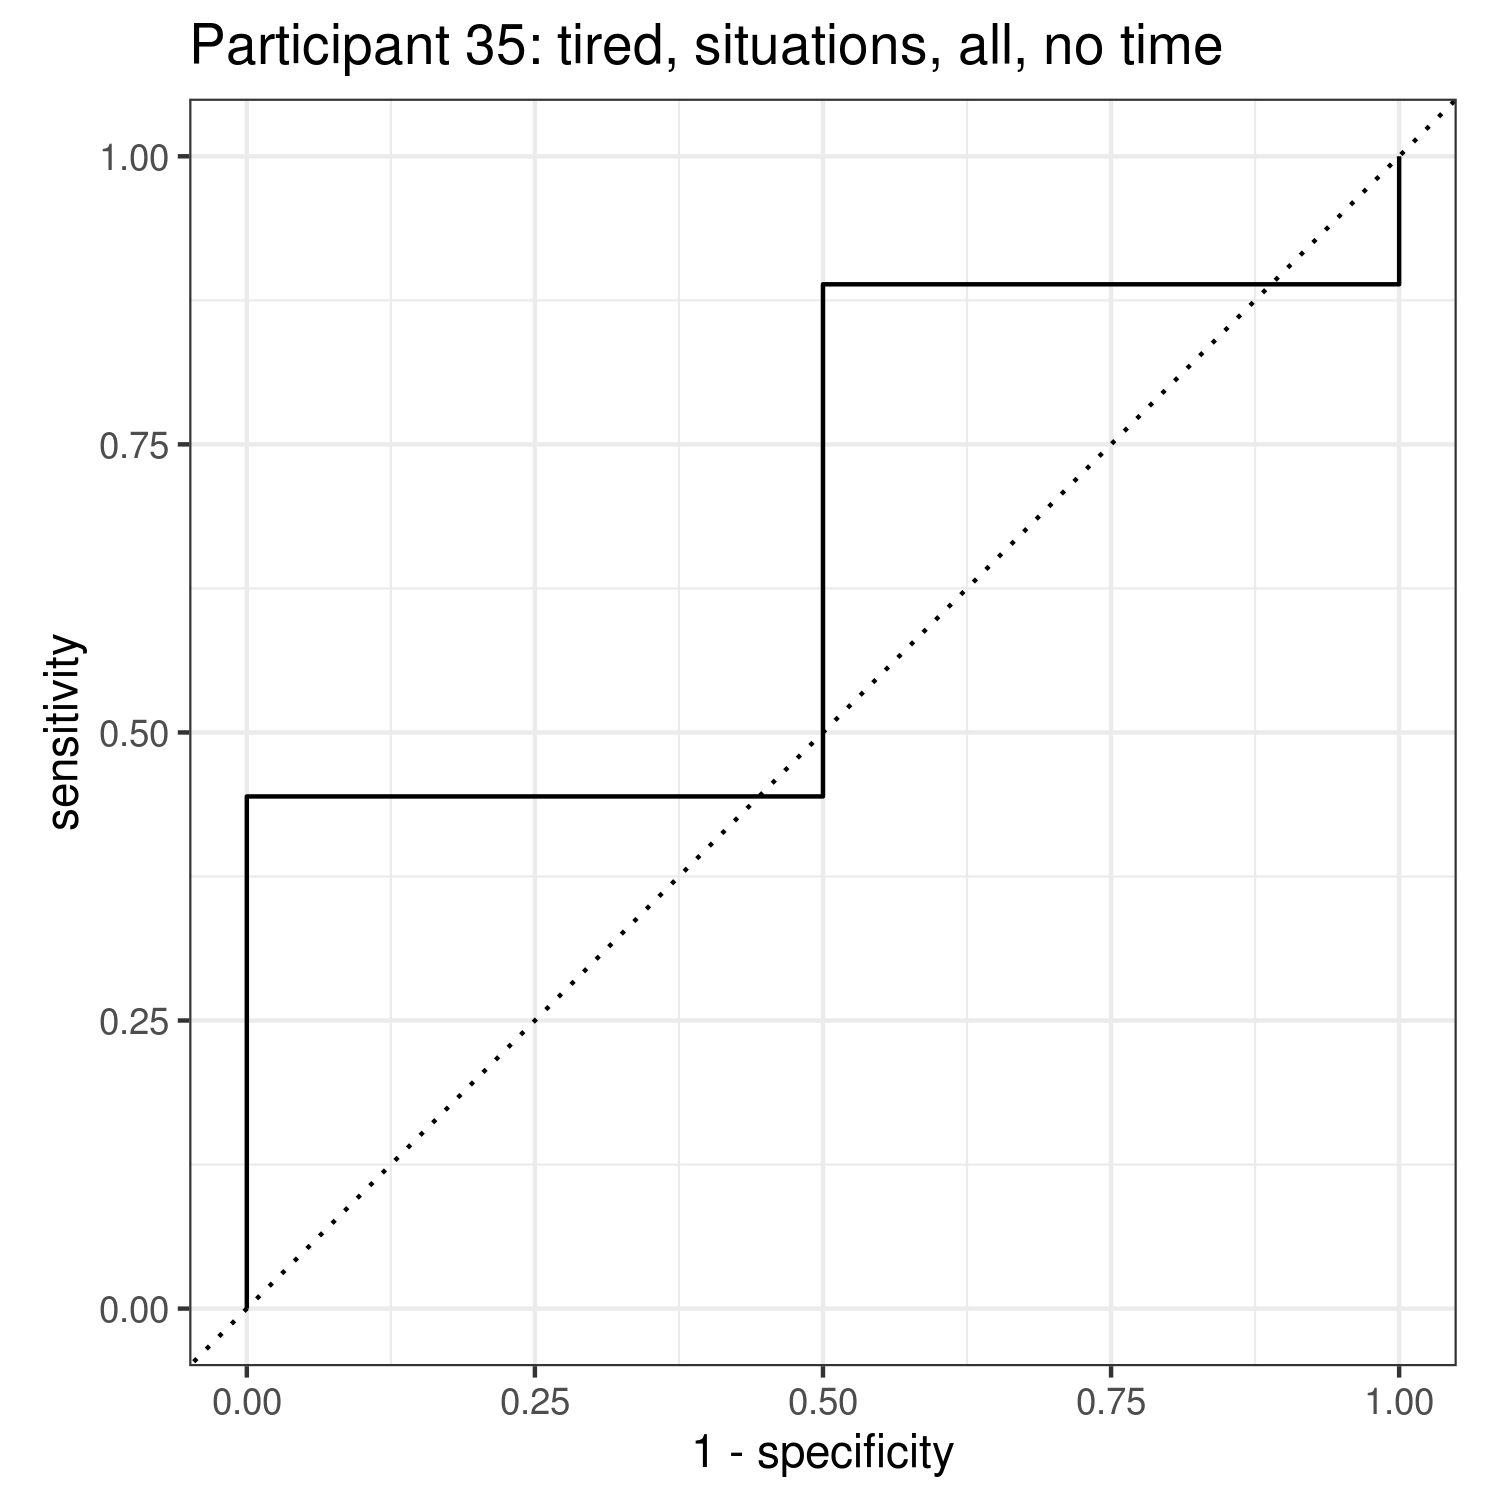 Participant 35: tired, situations, all, no time
1.00
0.75
0.50
0.25
0.00
sensitivity
0.00 0.25 0.50 0.75 1.00
1 - specificity